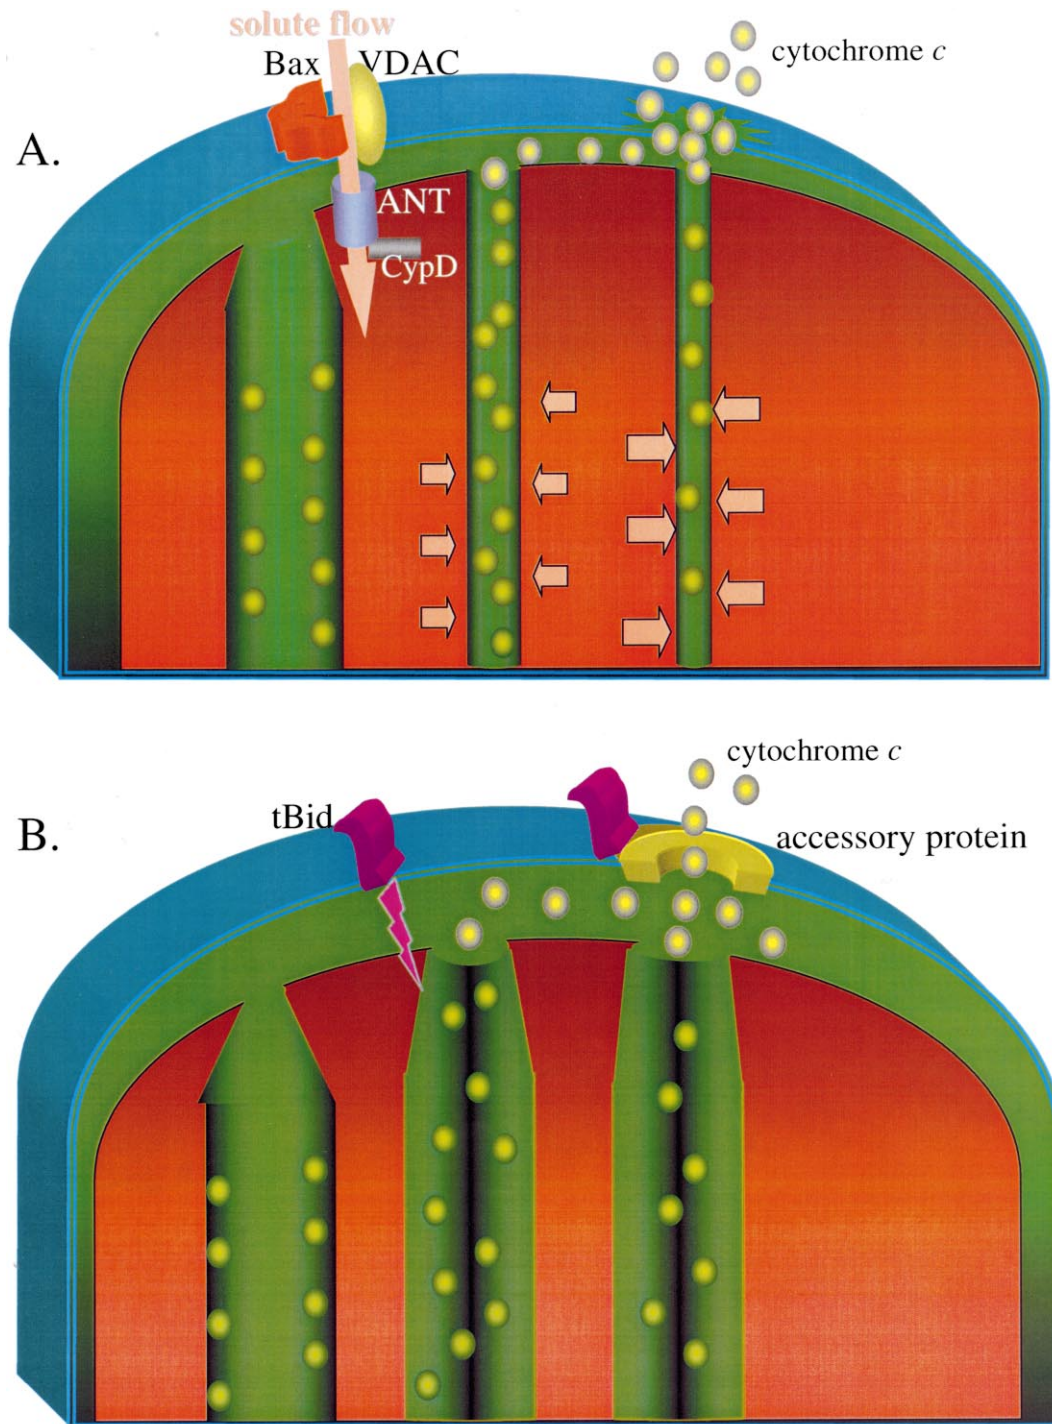 solute flow
Bax VDAC
cytochrome c
A.
ANT
CypD
cytochrome c
tBid
B.
accessory protein